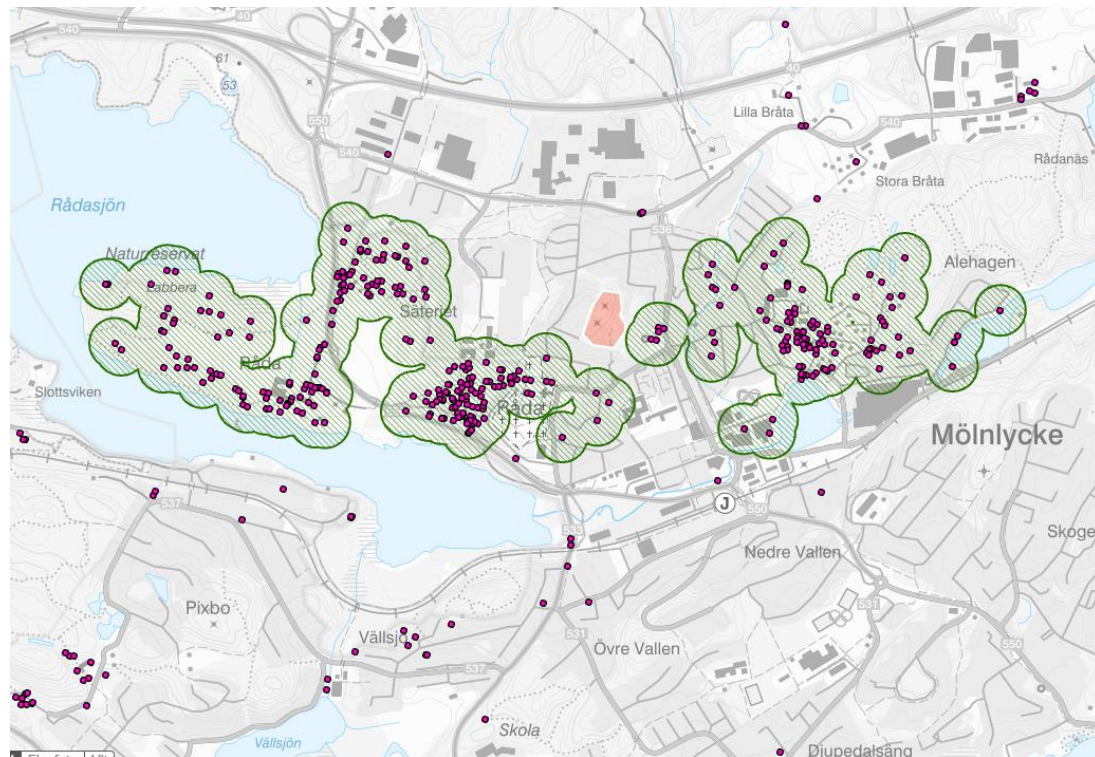 540
40
61
53
550
40
Lilla Bråta
540
540
Rådanäs
Stora Bråta
Rådasjön
536
Naturreservat
Alehagen
Säteriet
Råda
Slottsviken
Råda
Mölnlycke
537
J
550
533
Nedre Vallen
Skoge
Pixbo
531
Vällsjö
531
550
Övre Vallen
537
Skola
Vällsjön
Djupedalsäng